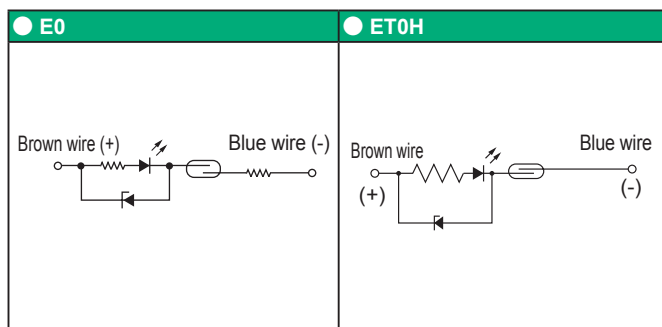 E0
Brown wire (+)
Blue wire (-)
ET0H
Brown wire
(+)
Blue wire
(-)